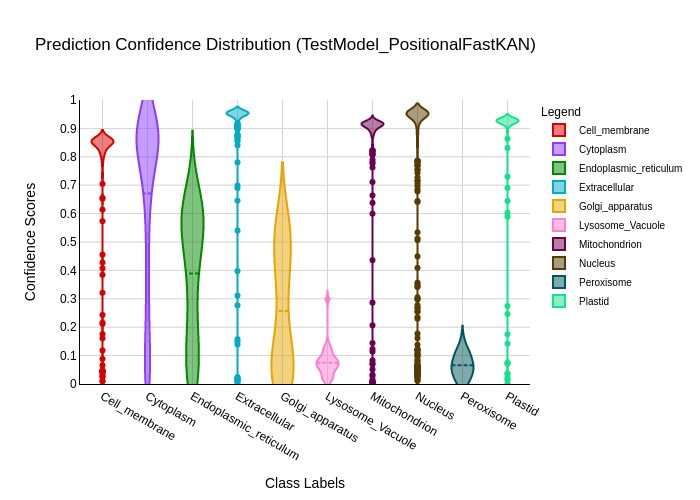 Prediction Confidence Distribution (TestModel_PositionalFastKAN)
1
0.9
0.8
0.7
0.6
0.5
0.4
0.3
0.2
0.1
0
Confidence Scores
Cell_membrane
Cytoplasm
Endoplasmic_reticulum
Extracellular
Golgi_apparatus
Lysosome_Vacuole
Mitochondrion
Nucleus
Peroxisome
Plastid
Class Labels
Legend
Cell_membrane
Cytoplasm
Endoplasmic_reticulum
Extracellular
Golgi_apparatus
Lysosome_Vacuole
Mitochondrion
Nucleus
Peroxisome
Plastid